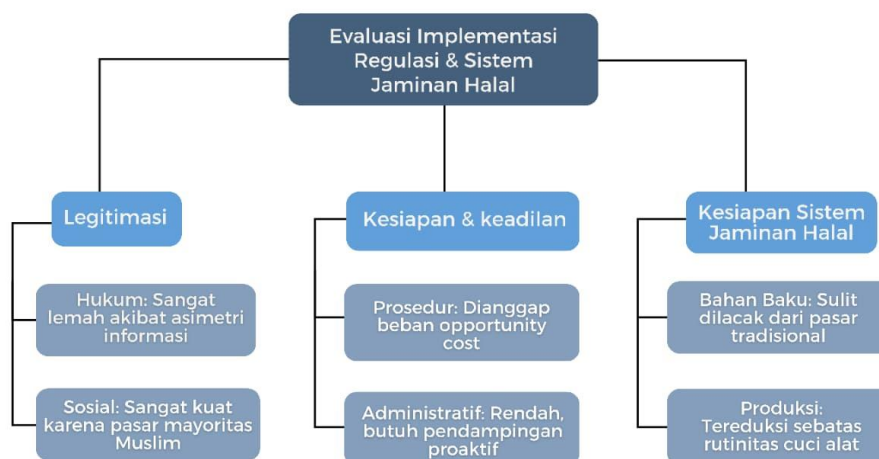 Evaluasi Implementasi
Regulasi & Sistem
Jaminan Halal
Legitimasi
Hukum: Sangat
lemah akibat asimetri
informasi
Sosial: Sangat kuat
karena pasar mayoritas
Muslim
Kesiapan & keadilan
Prosedur: Dianggap
beban opportunity
cost
Administratif: Rendah,
butuh pendampingan
proaktif
Kesiapan Sistem
Jaminan Halal
Bahan Baku: Sulit
dilacak dari pasar
tradisional
Produksi:
Tereduksi sebatas
rutinitas cuci alat